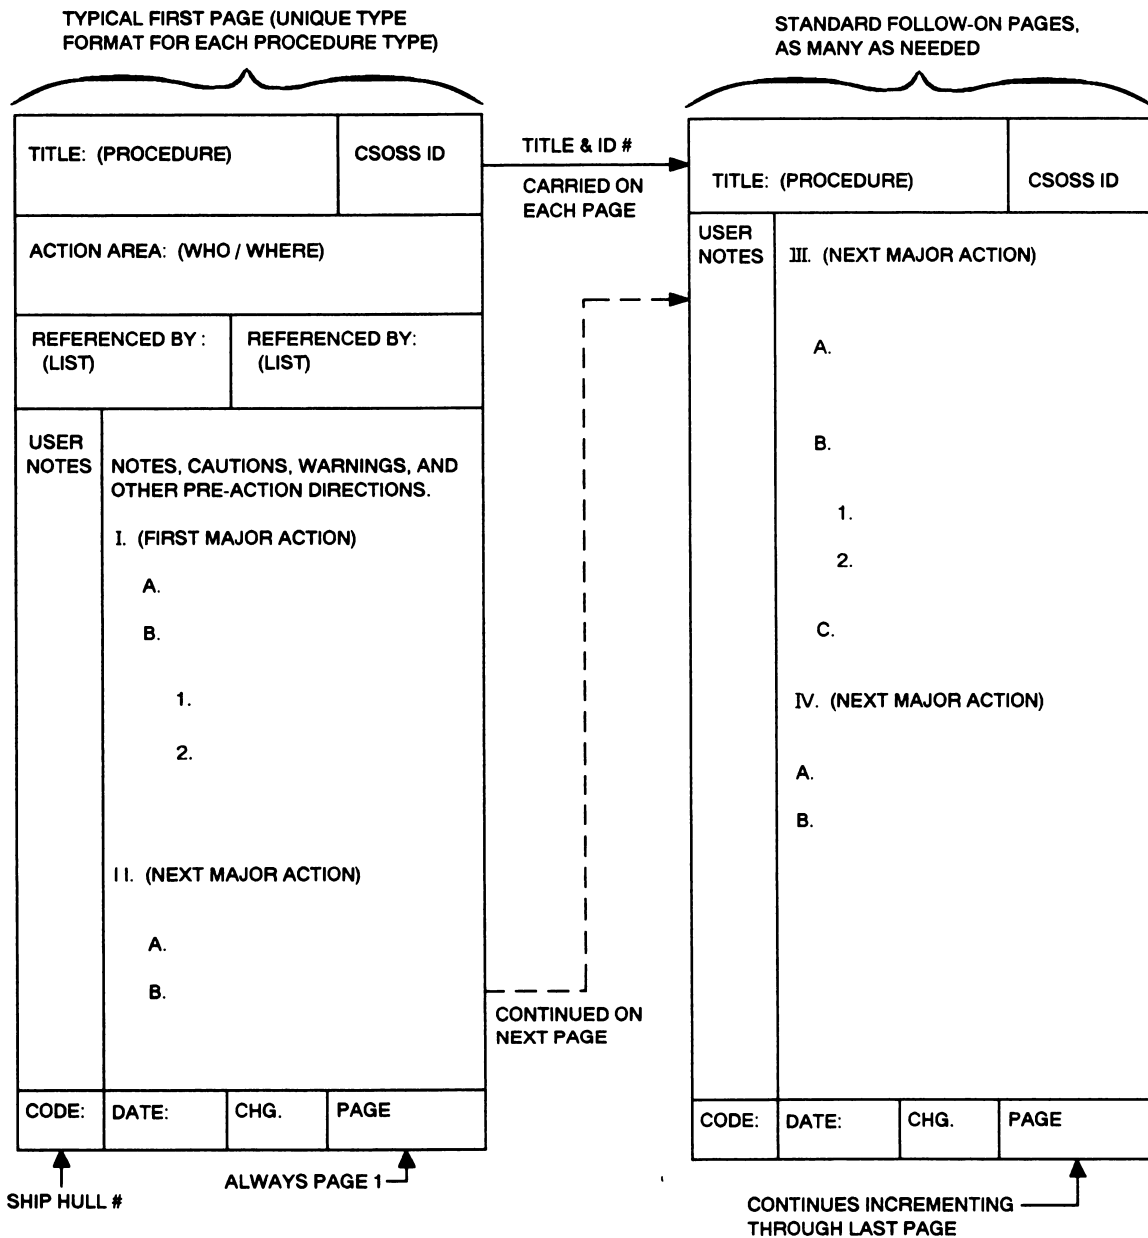 TYPICAL FIRST PAGE (UNIQUE TYPE
FORMAT FOR EACH PROCEDURE TYPE)
TITLE: (PROCEDURE)
CSOSS ID
ACTION AREA: (WHO / WHERE)
REFERENCED BY :
(LIST)
REFERENCED BY:
(LIST)
USER
NOTES
NOTES, CAUTIONS, WARNINGS, AND
OTHER PRE-ACTION DIRECTIONS.
I. (FIRST MAJOR ACTION)
A.
B.
1.
2.
II. (NEXT MAJOR ACTION)
A.
B.
CODE:
DATE:
CHG.
PAGE
SHIP HULL #
ALWAYS PAGE 1
TITLE & ID #
CARRIED ON
EACH PAGE
CONTINUED ON
NEXT PAGE
STANDARD FOLLOW-ON PAGES,
AS MANY AS NEEDED
TITLE: (PROCEDURE)
CSOSS ID
USER
NOTES
III. (NEXT MAJOR ACTION)
A.
B.
1.
2.
C.
IV. (NEXT MAJOR ACTION)
A.
B.
CODE:
DATE:
CHG.
PAGE
CONTINUES INCREMENTING
THROUGH LAST PAGE